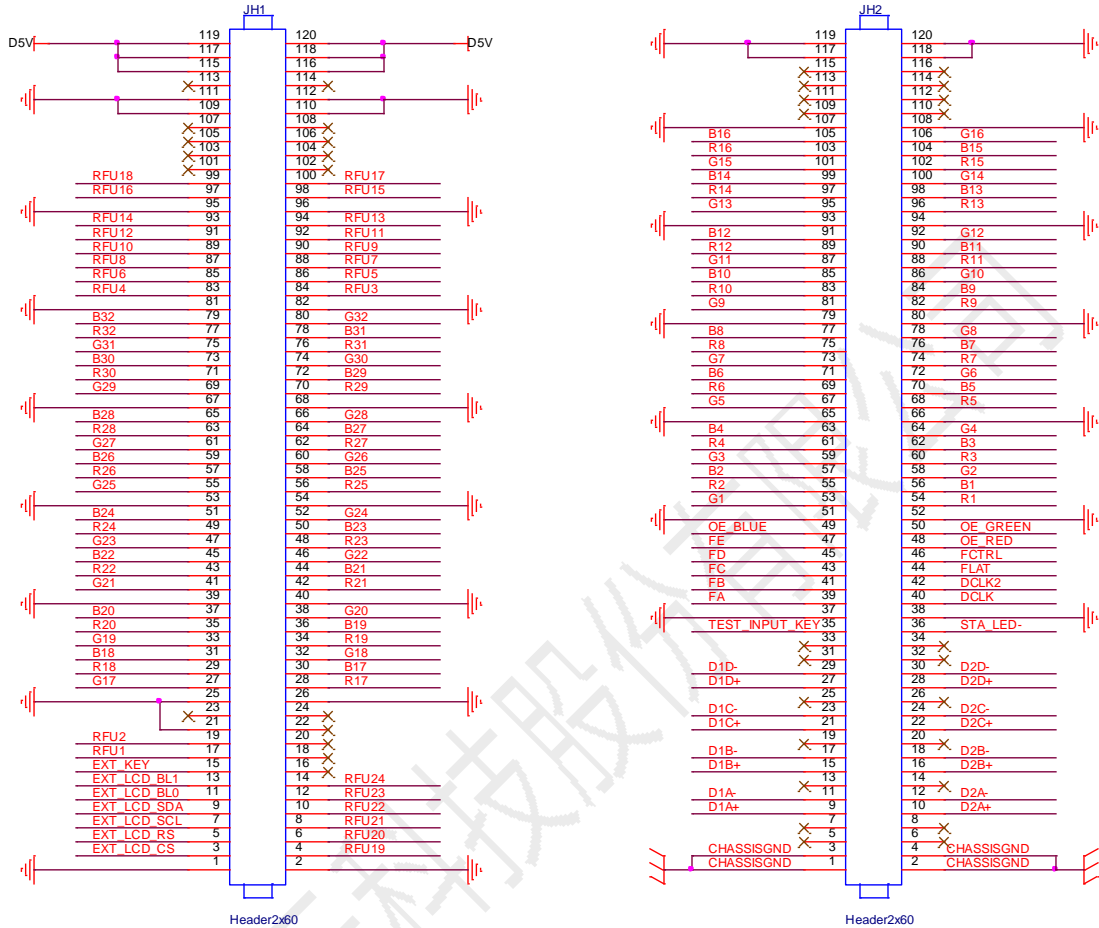 JH1
D5V 119 120 D5V
117 118
115 116
113 114
111 112
109 110
107 108
105 106
103 104
101 102
RFU18 99 100 RFU17
RFU16 97 98 RFU15
95 96
RFU14 93 94 RFU13
RFU12 91 92 RFU11
RFU10 89 90 RFU9
RFU8 87 88 RFU7
RFU6 85 86 RFU5
RFU4 83 84 RFU3
81 82
B32 79 80 G32
R32 77 78 B31
G31 75 76 R31
B30 73 74 G30
R30 71 72 B29
G29 69 70 R29
67 68
B28 65 66 G28
R28 63 64 B27
G27 61 62 R27
B26 59 60 G26
R26 57 58 B25
G25 55 56 R25
53 54
B24 51 52 G24
R24 49 50 B23
G23 47 48 R23
B22 45 46 G22
R22 43 44 B21
G21 41 42 R21
39 40
B20 37 38 G20
R20 35 36 B19
G19 33 34 R19
B18 31 32 G18
R18 29 30 B17
G17 27 28 R17
25 26
23 24
21 22
RFU2 19 20
RFU1 17 18
EXT_KEY 15 16
EXT_LCD_BL1 13 14 RFU24
EXT_LCD_BL0 11 12 RFU23
EXT_LCD_SDA 9 10 RFU22
EXT_LCD_SCL 7 8 RFU21
EXT_LCD_RS 5 6 RFU20
EXT_LCD_CS 3 4 RFU19
1 2
Header2x60
JH2
119 120
117 118
115 116
113 114
111 112
109 110
107 108
B16 105 106 G16
R16 103 104 B15
G15 101 102 R15
B14 99 100 G14
R14 97 98 B13
G13 95 96 R13
93 94
B12 91 92 G12
R12 89 90 B11
G11 87 88 R11
B10 85 86 G10
R10 83 84 B9
G9 81 82 R9
79 80
B8 77 78 G8
R8 75 76 B7
G7 73 74 R7
B6 71 72 G6
R6 69 70 B5
G5 67 68 R5
65 66
B4 63 64 G4
R4 61 62 B3
G3 59 60 R3
B2 57 58 G2
R2 55 56 B1
G1 53 54 R1
51 52
OE_BLUE 49 50 OE_GREEN
FE 47 48 OE_RED
FD 45 46 FCTRL
FC 43 44 FLAT
FB 41 42 DCLK2
FA 39 40 DCLK
37 38
TEST_INPUT_KEY 35 36 STA_LED-
33 34
31 32
D1D- 29 30 D2D-
D1D+ 27 28 D2D+
25 26
D1C- 23 24 D2C-
D1C+ 21 22 D2C+
19 20
D1B- 17 18 D2B-
D1B+ 15 16 D2B+
13 14
D1A- 11 12 D2A-
D1A+ 9 10 D2A+
7 8
5 6
CHASSISGND 3 4 CHASSISGND
CHASSISGND 1 2 CHASSISGND
Header2x60
科技股份有限公司